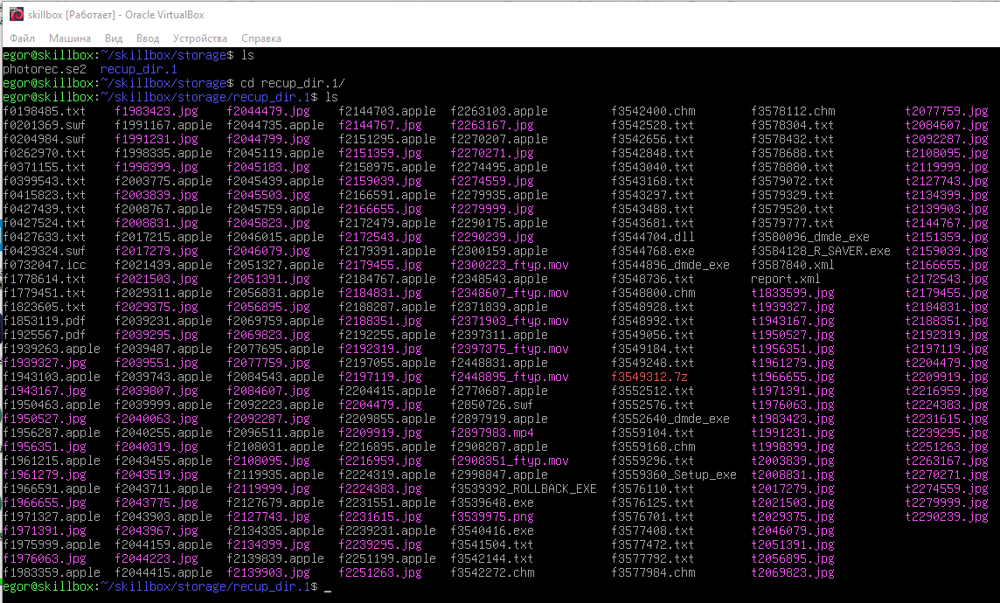 skillbox [Работает] - Oracle VirtualBox
Файл Машина Вид Ввод Устройства Справка
egor@skillbox:~/skillbox/storage$ ls
photorec.se2 recup_dir.1
egor@skillbox:~/skillbox/storage$ cd recup_dir.1/
egor@skillbox:~/skillbox/storage/recup_dir.1$ ls
f0198485.txt f1983423.jpg f2044479.jpg f2144703.apple f2263103.apple f3542400.chm f3578112.chm t2077759.jpg
f0201369.swf f1991167.apple f2044735.apple f2144767.jpg f2263167.jpg f3542528.txt f3578304.txt t2084607.jpg
f0204984.swf f1991231.jpg f2044799.jpg f2151295.apple f2270207.apple f3542656.txt f3578432.txt t2092287.jpg
f0262970.txt f1998335.apple f2045119.apple f2151359.jpg f2270271.jpg f3542848.txt f3578688.txt t2108095.jpg
f0371155.txt f1998399.jpg f2045183.jpg f2158975.apple f2274495.apple f3543040.txt f3578880.txt t2119999.jpg
f0399543.txt f2003775.apple f2045439.apple f2159039.jpg f2274559.jpg f3543168.txt f3579072.txt t2127743.jpg
f0415823.txt f2003839.jpg f2045503.jpg f2166591.apple f2279935.apple f3543297.txt f3579329.txt t2134399.jpg
f0427439.txt f2008767.apple f2045759.apple f2166655.jpg f2279999.jpg f3543488.txt f3579520.txt t2139903.jpg
f0427524.txt f2008831.jpg f2045823.jpg f2172479.apple f2290175.apple f3543681.txt f3579777.txt t2144767.jpg
f0427633.txt f2017215.apple f2046015.apple f2172543.jpg f2290239.jpg f3544704.dll f3580096_dmde_exe t2151359.jpg
f0429324.swf f2017279.jpg f2046079.jpg f2179391.apple f2300159.apple f3544768.exe f3584128_R_SAVER.exe t2159039.jpg
f0732047.icc f2021439.apple f2051327.apple f2179455.jpg f2300223_ftyp.mov f3544896_dmde_exe f3587840.xml t2166655.jpg
f1778614.txt f2021503.jpg f2051391.jpg f2184767.apple f2348543.apple f3548736.txt report.xml t2172543.jpg
f1779451.txt f2029311.apple f2056831.apple f2184831.jpg f2348607_ftyp.mov f3548800.chm t1833599.jpg t2179455.jpg
f1823605.txt f2029375.jpg f2056895.jpg f2188287.apple f2371839.apple f3548928.txt t1939327.jpg t2184831.jpg
f1853119.pdf f2039231.apple f2069759.apple f2188351.jpg f2371903_ftyp.mov f3548992.txt t1943167.jpg t2188351.jpg
f1925567.pdf f2039295.jpg f2069823.jpg f2192255.apple f2397311.apple f3549056.txt t1950527.jpg t2192319.jpg
f1939263.apple f2039487.apple f2077695.apple f2192319.jpg f2397375_ftyp.mov f3549184.txt t1956351.jpg t2197119.jpg
f1939327.jpg f2039551.jpg f2077759.jpg f2197055.apple f2448831.apple f3549248.txt t1961279.jpg t2204479.jpg
f1943103.apple f2039743.apple f2084543.apple f2197119.jpg f2448895_ftyp.mov f3549312.7z t1966655.jpg t2209919.jpg
f1943167.jpg f2039807.jpg f2084607.jpg f2204415.apple f2770687.apple f3552512.txt t1971391.jpg t2216959.jpg
f1950463.apple f2039999.apple f2092223.apple f2204479.jpg f2850726.swf f3552576.txt t1976063.jpg t2224383.jpg
f1950527.jpg f2040063.jpg f2092287.jpg f2209855.apple f2897919.apple f3552640_dmde_exe t1983423.jpg t2231615.jpg
f1956287.apple f2040255.apple f2096511.apple f2209919.jpg f2897983.mp4 f3559104.txt t1991231.jpg t2239295.jpg
f1956351.jpg f2040319.jpg f2108031.apple f2216895.apple f2908287.apple f3559168.chm t1998399.jpg t2251263.jpg
f1961215.apple f2043455.apple f2108095.jpg f2216959.jpg f2908351_ftyp.mov f3559296.txt t2003839.jpg t2263167.jpg
f1961279.jpg f2043519.jpg f2119935.apple f2224319.apple f2998847.apple f3559360_Setup_exe t2008831.jpg t2270271.jpg
f1966591.apple f2043711.apple f2119999.jpg f2224383.jpg f3539392_ROLLBACK_EXE f3576110.txt t2017279.jpg t2274559.jpg
f1966655.jpg f2043775.jpg f2127679.apple f2231551.apple f3539648.exe f3576125.txt t2021503.jpg t2279999.jpg
f1971327.apple f2043903.apple f2127743.jpg f2231615.jpg f3539975.png f3576701.txt t2029375.jpg t2290239.jpg
f1971391.jpg f2043967.jpg f2134335.apple f2239231.apple f3540416.exe f3577408.txt t2046079.jpg
f1975999.apple f2044159.apple f2134399.jpg f2239295.jpg f3541504.txt f3577472.txt t2051391.jpg
f1976063.jpg f2044223.jpg f2139839.apple f2251199.apple f3542144.txt f3577792.txt t2056895.jpg
f1983359.apple f2044415.apple f2139903.jpg f2251263.jpg f3542272.chm f3577984.chm t2069823.jpg
egor@skillbox:~/skillbox/storage/recup_dir.1$ _